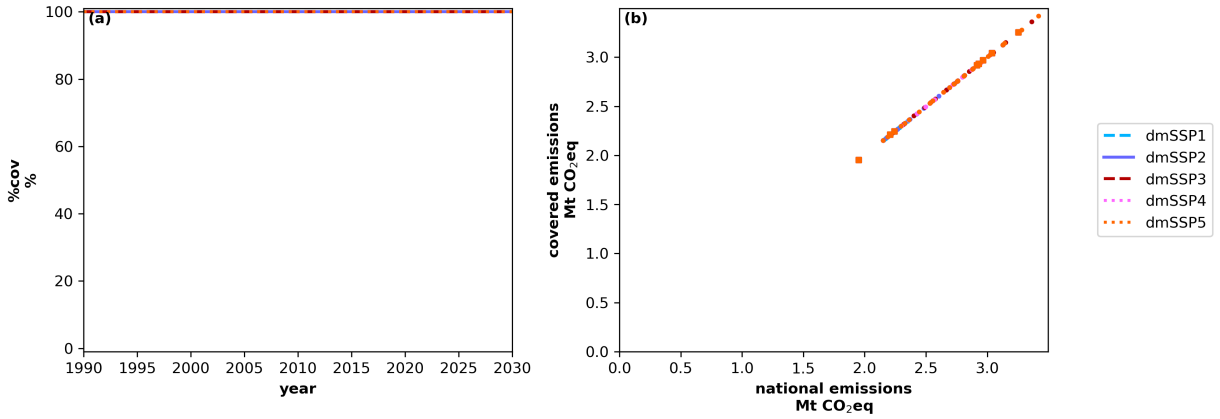 (a)
100
80
60
40
20
0
1990 1995 2000 2005 2010 2015 2020 2025 2030
year
%cov
%
(b)
3.0
2.5
2.0
1.5
1.0
0.5
0.0
0.0 0.5 1.0 1.5 2.0 2.5 3.0
national emissions
Mt CO₂eq
covered emissions
Mt CO₂eq
dmSSP1
dmSSP2
dmSSP3
dmSSP4
dmSSP5